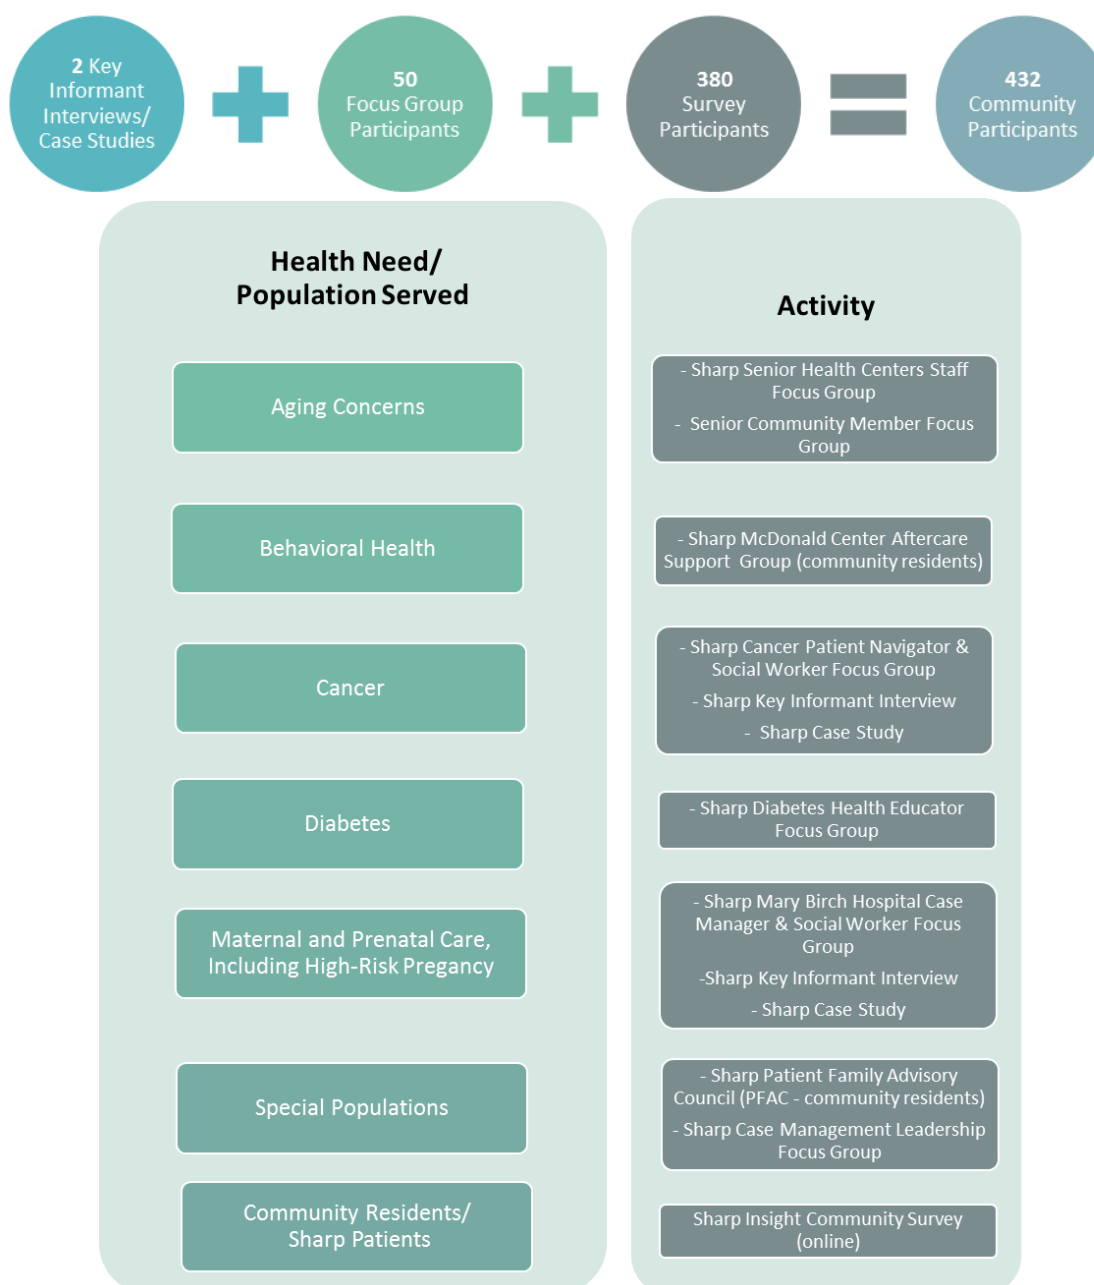 2 Key
Informant
Interviews/
Case Studies
50
Focus Group
Participants
380
Survey
Participants
432
Community
Participants
Health Need/
Population Served
Activity
Aging Concerns
- Sharp Senior Health Centers Staff
Focus Group
- Senior Community Member Focus
Group
Behavioral Health
- Sharp McDonald Center Aftercare
Support Group (community residents)
Cancer
- Sharp Cancer Patient Navigator &
Social Worker Focus Group
- Sharp Key Informant Interview
- Sharp Case Study
Diabetes
- Sharp Diabetes Health Educator
Focus Group
Maternal and Prenatal Care,
Including High-Risk Pregancy
- Sharp Mary Birch Hospital Case
Manager & Social Worker Focus
Group
-Sharp Key Informant Interview
- Sharp Case Study
Special Populations
- Sharp Patient Family Advisory
Council (PFAC - community residents)
- Sharp Case Management Leadership
Focus Group
Community Residents/
Sharp Patients
Sharp Insight Community Survey
(online)